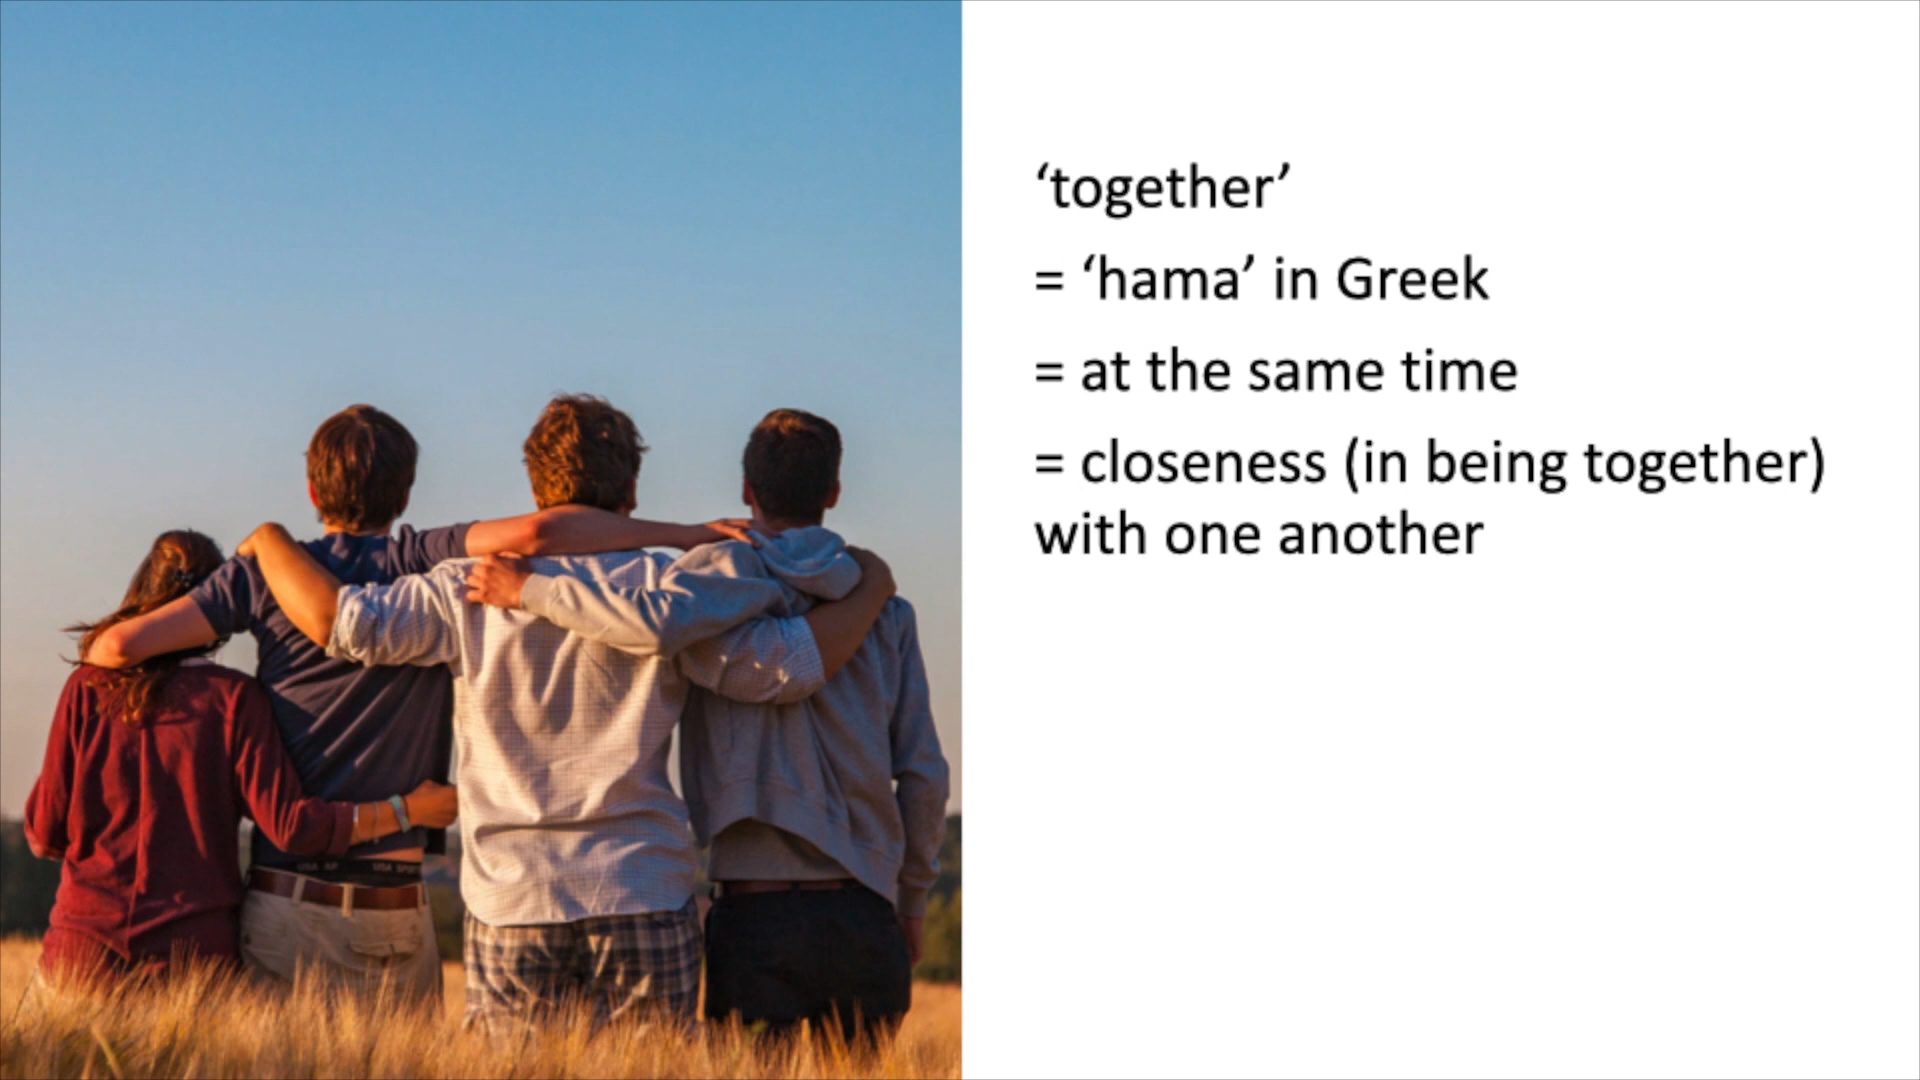 ‘together’
= ‘hama’ in Greek
= at the same time
= closeness (in being together)
with one another